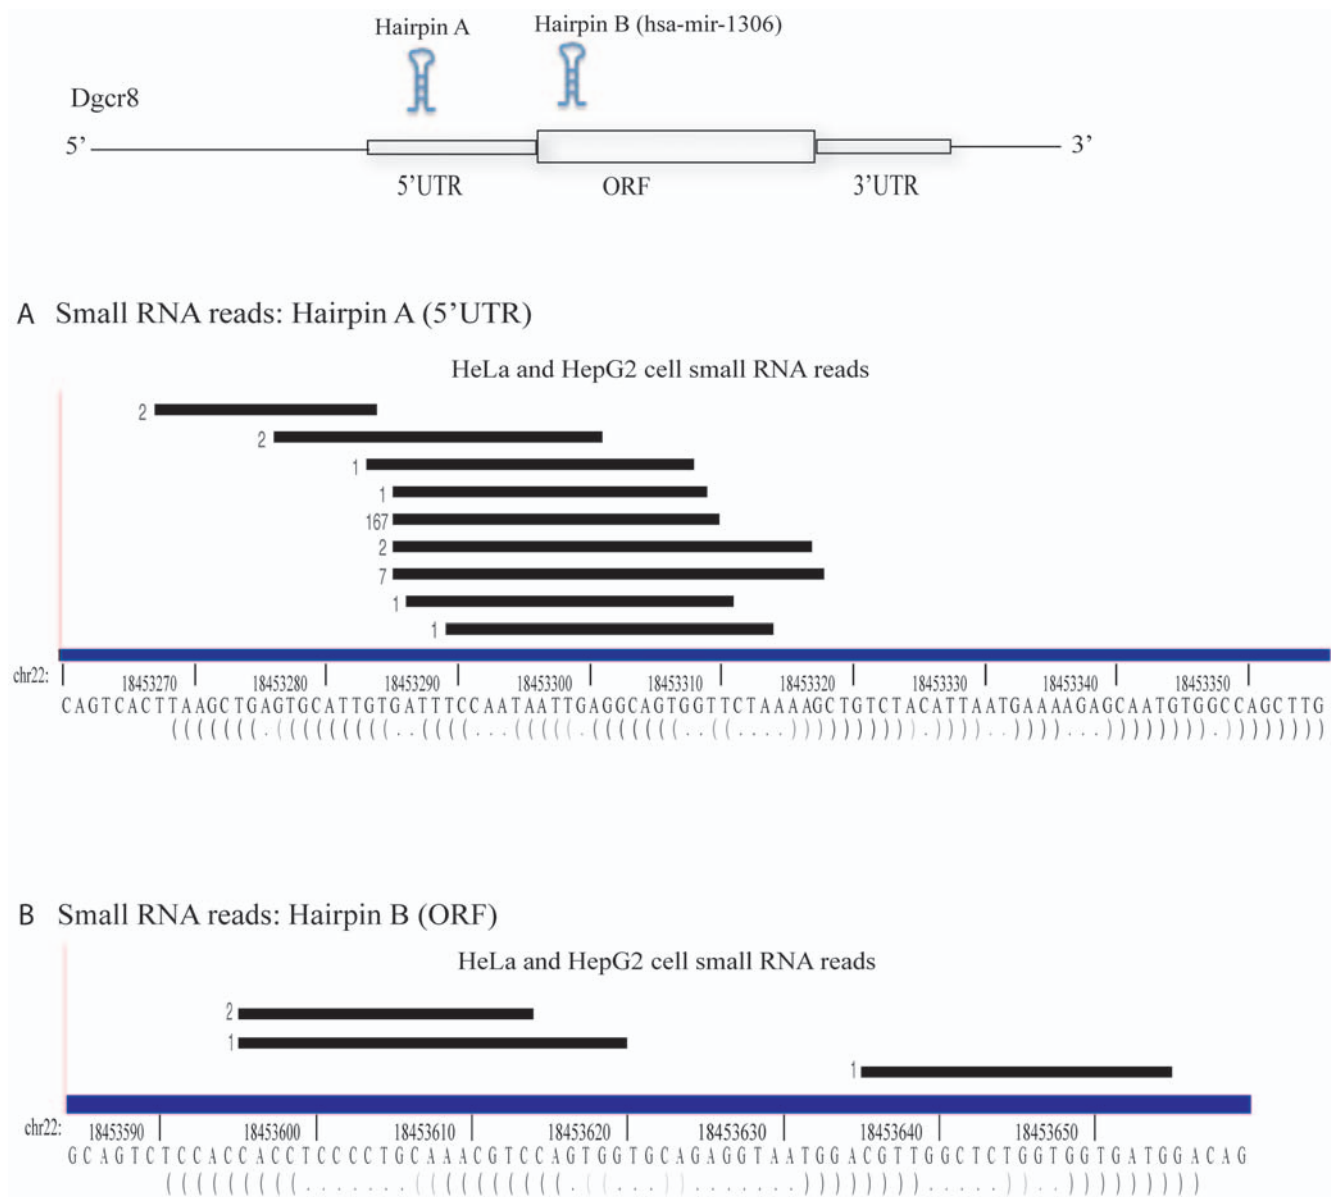 Hairpin A
Hairpin B (hsa-mir-1306)
Dgcr8
5’
3’
5’UTR
ORF
3’UTR
A Small RNA reads: Hairpin A (5’UTR)
HeLa and HepG2 cell small RNA reads
2
2
1
1
167
2
7
1
1
chr22: 18453270 18453280 18453290 18453300 18453310 18453320 18453330 18453340 18453350
CAGTCACTTAAGCTGAGTGCATTGTGATTTCCAATAATTGAGGCAGTGGTTCTAAAAGCTGTCTACATTAATGAAAAGAGCAATGTGGCCAGCTTG
(((((((.(((((((((..((((...(((((.(((((((..((....)))))))))).))))..))))...)))))))).))))))))
B Small RNA reads: Hairpin B (ORF)
HeLa and HepG2 cell small RNA reads
2
1
1
chr22: 18453590 18453600 18453610 18453620 18453630 18453640 18453650
GCAGTCTCCACCACCTCCCCTGCAAACGTCCAGTGGTGCAGAGGTAATGGACGTTGGCTCTGGTGGTGATGGACAG